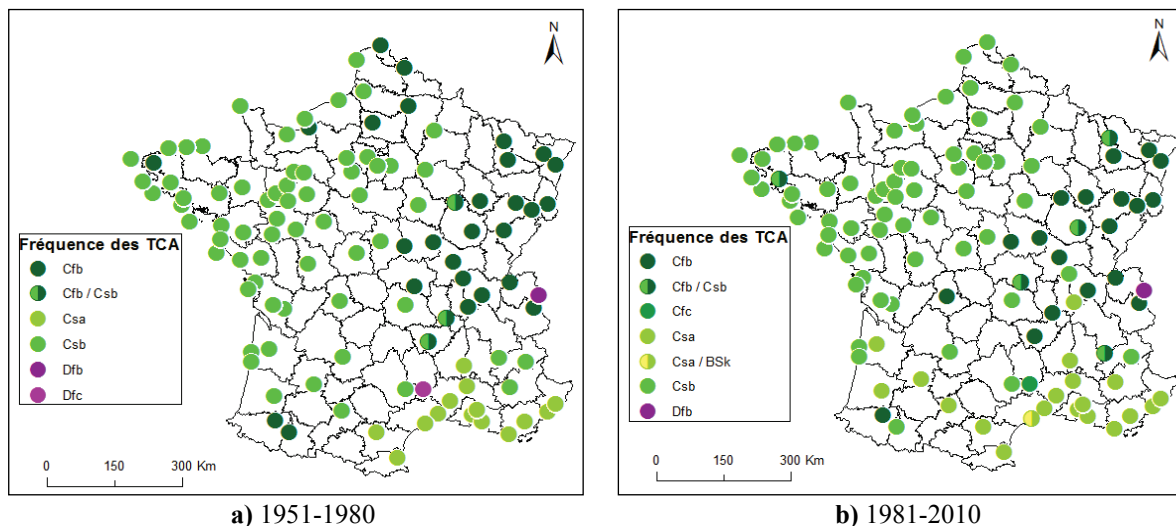 N
Fréquence des TCA
Cfb
Cfb / Csb
Csa
Csb
Dfb
Dfc
0 150 300 Km
a) 1951-1980
N
Fréquence des TCA
Cfb
Cfb / Csb
Cfc
Csa
Csa / BSk
Csb
Dfb
0 150 300 Km
b) 1981-2010